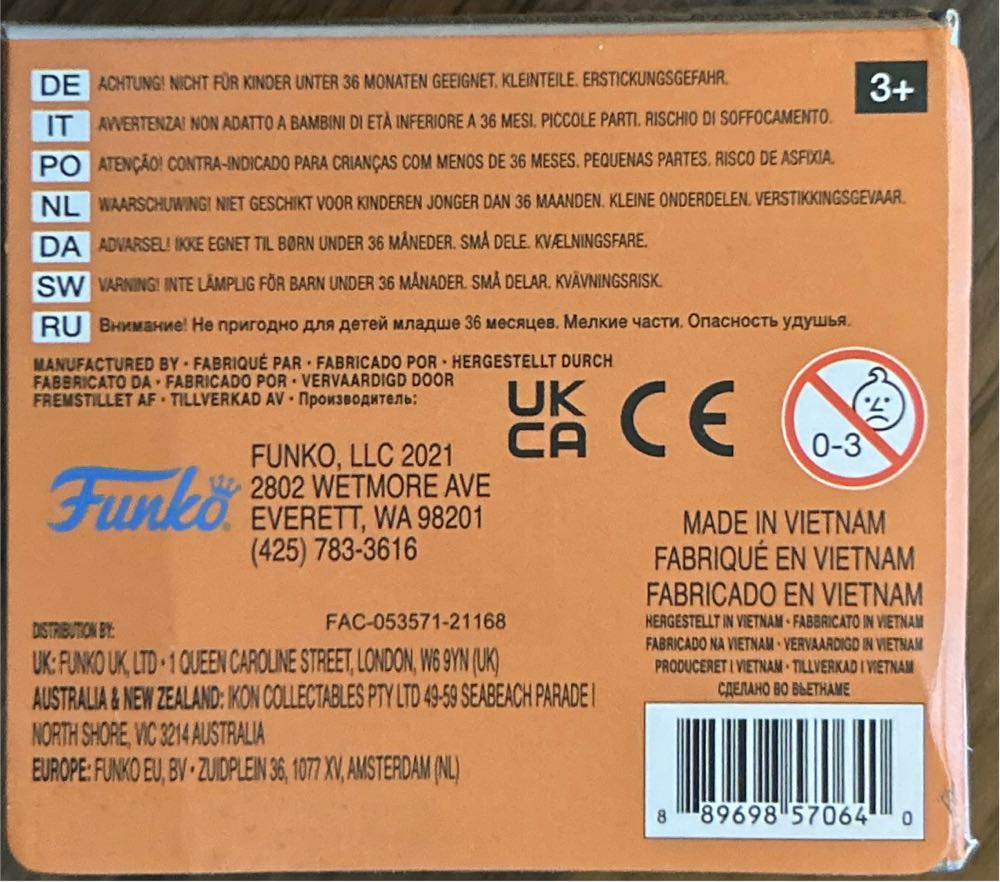 DE ACHTUNG! NICHT FÜR KINDER UNTER 36 MONATEN GEEIGNET. KLEINTEILE. ERSTICKUNGSGEFAHR.
3+
IT AVVERTENZA! NON ADATTO A BAMBINI DI ETÀ INFERIORE A 36 MESI. PICCOLE PARTI. RISCHIO DI SOFFOCAMENTO.
PO ATENÇÃO! CONTRA-INDICADO PARA CRIANÇAS COM MENOS DE 36 MESES. PEQUENAS PARTES. RISCO DE ASFIXIA.
NL WAARSCHUWING! NIET GESCHIKT VOOR KINDEREN JONGER DAN 36 MAANDEN. KLEINE ONDERDELEN. VERSTIKKINGSGEVAAR.
DA ADVARSEL! IKKE EGNET TIL BØRN UNDER 36 MÅNEDER. SMÅ DELE. KVÆLNINGSFARE.
SW VARNING! INTE LÄMPLIG FÖR BARN UNDER 36 MÅNADER. SMÅ DELAR. KVÄVNINGSRISK.
RU Внимание! Не пригодно для детей младше 36 месяцев. Мелкие части. Опасность удушья.
MANUFACTURED BY • FABRIQUÉ PAR • FABRICADO POR • HERGESTELLT DURCH
FABBRICATO DA • FABRICADO POR • VERVAARDIGD DOOR
FREMSTILLET AF • TILLVERKAD AV • Производитель:
UK
CA
CE
0-3
Funko
FUNKO, LLC 2021
2802 WETMORE AVE
EVERETT, WA 98201
(425) 783-3616
MADE IN VIETNAM
FABRIQUÉ EN VIETNAM
FABRICADO EN VIETNAM
HERGESTELLT IN VIETNAM • FABBRICATO IN VIETNAM
FABRICADO NA VIETNAM • VERVAARDIGD IN VIETNAM
PRODUCERET I VIETNAM • TILLVERKAD I VIETNAM
СДЕЛАНО ВО ВЬЕТНАМЕ
FAC-053571-21168
DISTRIBUTION BY:
UK: FUNKO UK, LTD • 1 QUEEN CAROLINE STREET, LONDON, W6 9YN (UK)
AUSTRALIA & NEW ZEALAND: IKON COLLECTABLES PTY LTD 49-59 SEABEACH PARADE |
NORTH SHORE, VIC 3214 AUSTRALIA
EUROPE: FUNKO EU, BV • ZUIDPLEIN 36, 1077 XV, AMSTERDAM (NL)
8 89698 57064 0